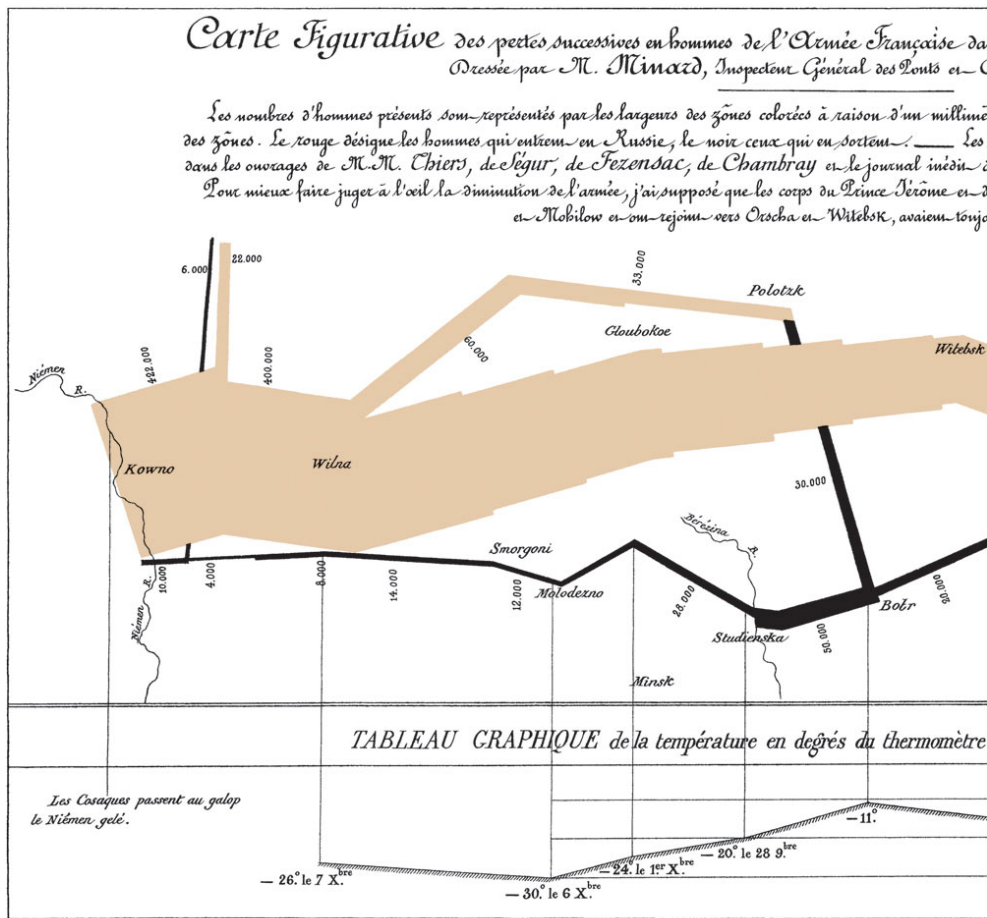 Carte Figurative des pertes successives en hommes de l'Armée Française da
Dressée par M. Minard, Inspecteur Général des Ponts et C
Les nombres d'hommes présents sont représentés par les largeurs des zônes colorées à raison d'un millimè
des zônes. Le rouge désigne les hommes qui entrent en Russie, le noir ceux qui en sortent. — Les
dans les ouvrages de M.M. Thiers, de Ségur, de Fezensac, de Chambray et le journal inédit d
Pour mieux faire juger à l'œil la diminution de l'armée, j'ai supposé que les corps du Prince Jérôme et d
et Mohilow et ont rejoint vers Orscha et Witebsk, avaient toujo
6.000
22.000
33.000
Polotzk
Gloubokoe
60.000
Witebsk
Niémen R.
422.000
400.000
Kowno
Wilna
30.000
Bérézina R.
Smorgoni
10.000
4.000
8.000
14.000
12.000
Molodezno
28.000
Studienska
50.000
Botr
20.000
Niémen R.
Minsk
TABLEAU GRAPHIQUE de la température en degrés du thermomètre
Les Cosaques passent au galop
le Niémen gelé.
— 26.° le 7 X.bre
— 30.° le 6 X.bre
— 24.° le 1.er X.bre
— 20.° le 28 9.bre
— 11.°